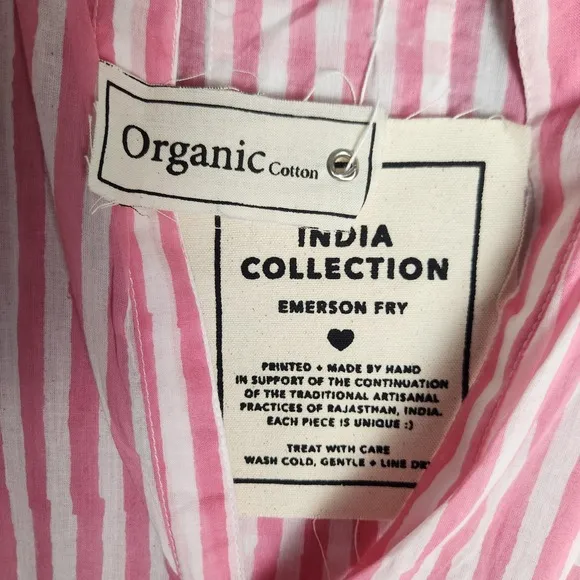 Organic Cotton
INDIA
COLLECTION
EMERSON FRY
PRINTED + MADE BY HAND
IN SUPPORT OF THE CONTINUATION
OF THE TRADITIONAL ARTISANAL
PRACTICES OF RAJASTHAN, INDIA.
EACH PIECE IS UNIQUE :)
TREAT WITH CARE
WASH COLD, GENTLE + LINE DRY